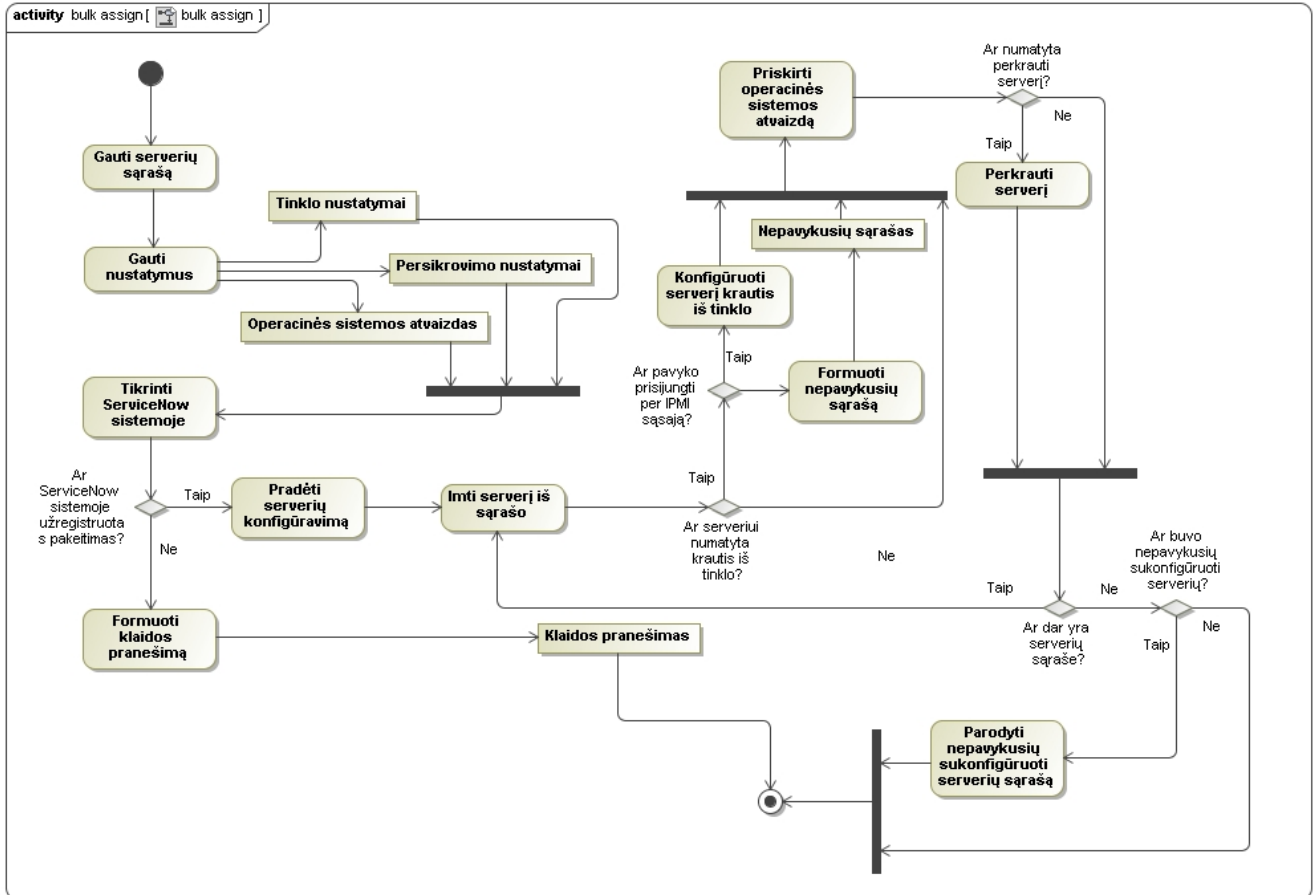 activity bulk assign [ bulk assign ]
Gauti serverių
sąrašą
Gauti
nustatymus
Tinklo nustatymai
Persikrovimo nustatymai
Operacinės sistemos atvaizdas
Tikrinti
ServiceNow
sistemoje
Ar
ServiceNow
sistemoje
užregistruota
s pakeitimas?
Taip
Ne
Pradėti
serverių
konfigūravimą
Imti serverį iš
sąrašo
Formuoti
klaidos
pranešimą
Klaidos pranešimas
Ar serveriui
numatyta
krautis iš
tinklo?
Taip
Ne
Ar pavyko
prisijungti
per IPMI
sąsają?
Taip
Formuoti
nepavykusių
sąrašą
Nepavykusių sąrašas
Konfigūruoti
serverį krautis
iš tinklo
Priskirti
operacinės
sistemos
atvaizdą
Ar numatyta
perkrauti
serverį?
Ne
Taip
Perkrauti
serverį
Ar dar yra
serverių
sąraše?
Taip
Ne
Ar buvo
nepavykusių
sukonfigūruoti
serverių?
Ne
Taip
Parodyti
nepavykusių
sukonfigūruoti
serverių sąrašą